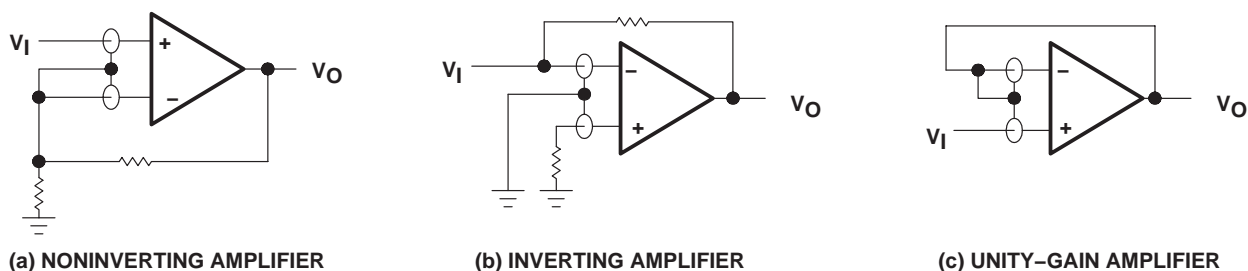 VI
+
−
VO
VI
−
+
VO
−
+
VI
VO
(a) NONINVERTING AMPLIFIER
(b) INVERTING AMPLIFIER
(c) UNITY−GAIN AMPLIFIER